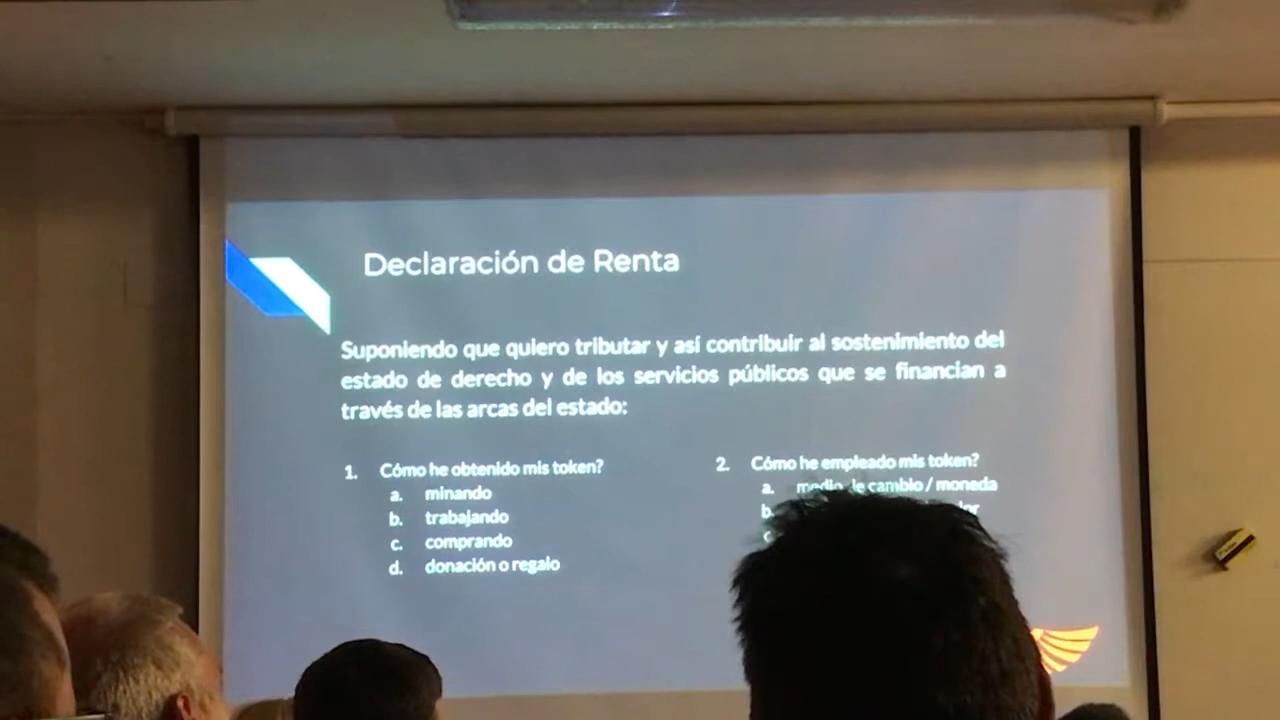 Declaración de Renta
Suponiendo que quiero tributar y así contribuir al sostenimiento del
estado de derecho y de los servicios públicos que se financian a
través de las arcas del estado:
1. Cómo he obtenido mis token?
a. minando
b. trabajando
c. comprando
d. donación o regalo
2. Cómo he empleado mis token?
a. medio de cambio / moneda
b.
c.